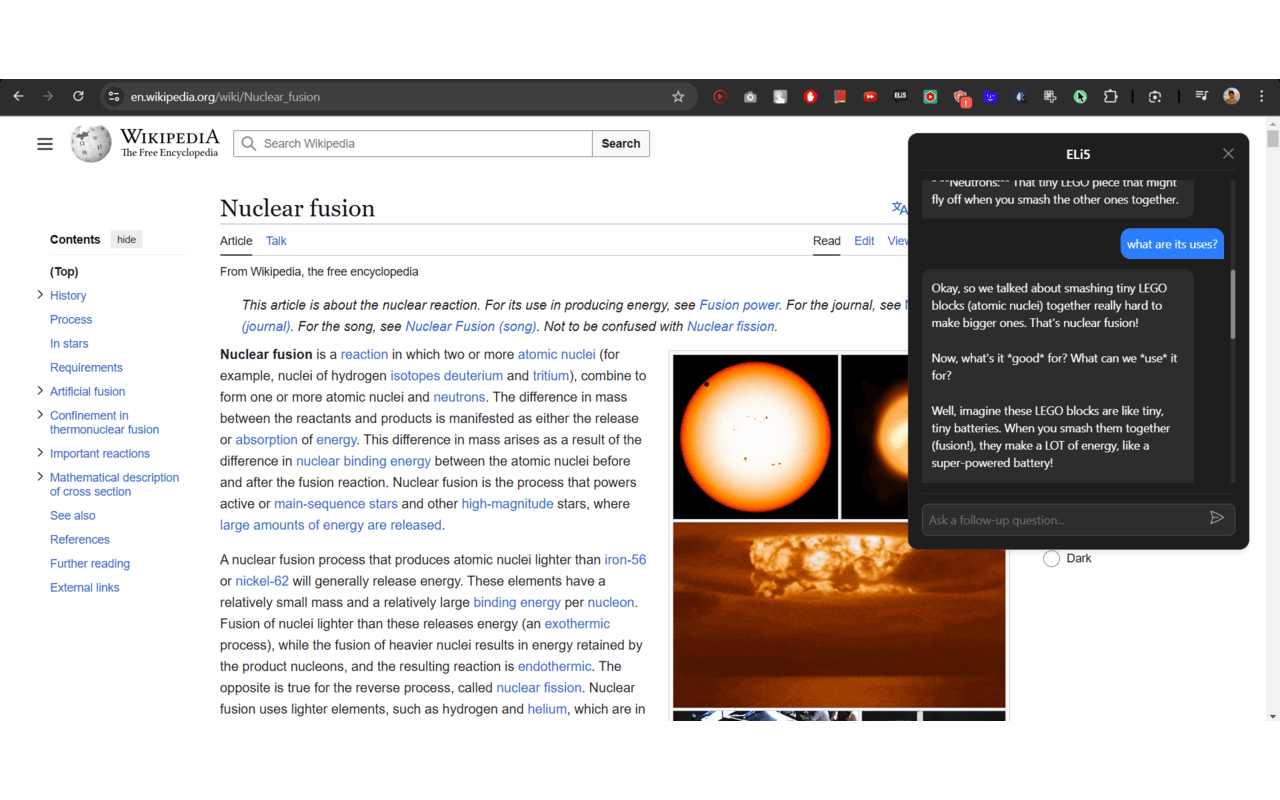 en.wikipedia.org/wiki/Nuclear_fusion
ELI5
1
WIKIPEDIA
The Free Encyclopedia
Search Wikipedia
Search
Nuclear fusion
Contents
hide
(Top)
History
Process
In stars
Requirements
Artificial fusion
Confinement in
thermonuclear fusion
Important reactions
Mathematical description
of cross section
See also
References
Further reading
External links
Article
Talk
Read
Edit
From Wikipedia, the free encyclopedia
This article is about the nuclear reaction. For its use in producing energy, see Fusion power. For the journal, see
(journal). For the song, see Nuclear Fusion (song). Not to be confused with Nuclear fission.
Nuclear fusion is a reaction in which two or more atomic nuclei (for
example, nuclei of hydrogen isotopes deuterium and tritium), combine to
form one or more atomic nuclei and neutrons. The difference in mass
between the reactants and products is manifested as either the release
or absorption of energy. This difference in mass arises as a result of the
difference in nuclear binding energy between the atomic nuclei before
and after the fusion reaction. Nuclear fusion is the process that powers
active or main-sequence stars and other high-magnitude stars, where
large amounts of energy are released.
A nuclear fusion process that produces atomic nuclei lighter than iron-56
or nickel-62 will generally release energy. These elements have a
relatively small mass and a relatively large binding energy per nucleon.
Fusion of nuclei lighter than these releases energy (an exothermic
process), while the fusion of heavier nuclei results in energy retained by
the product nucleons, and the resulting reaction is endothermic. The
opposite is true for the reverse process, called nuclear fission. Nuclear
fusion uses lighter elements, such as hydrogen and helium, which are in
ELi5
* **Neutrons:** That tiny LEGO piece that might
fly off when you smash the other ones together.
what are its uses?
Okay, so we talked about smashing tiny LEGO
blocks (atomic nuclei) together really hard to
make bigger ones. That's nuclear fusion!
Now, what's it *good* for? What can we *use* it
for?
Well, imagine these LEGO blocks are like tiny,
tiny batteries. When you smash them together
(fusion!), they make a LOT of energy, like a
super-powered battery!
Ask a follow-up question...
Dark